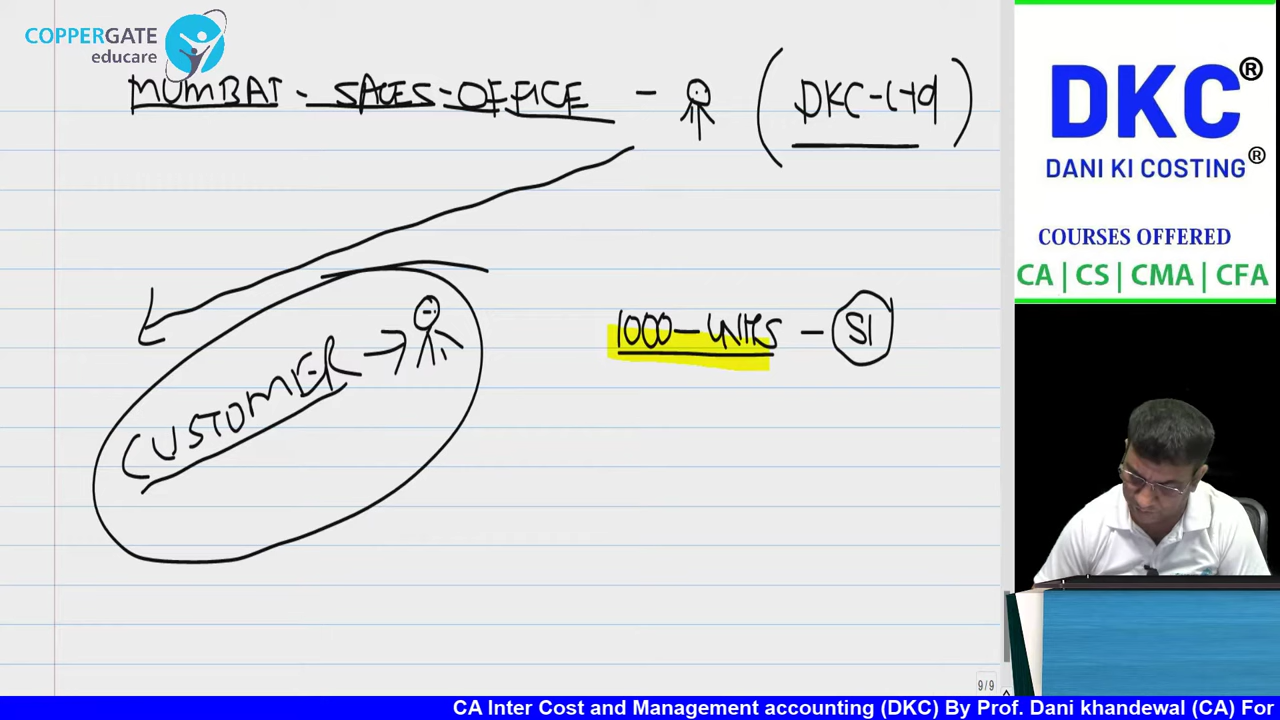 COPPERGATE
educare
MUMBAI - SALES - OFFICE - (DKC-Ltd)
CUSTOMER →
1000 - Units - S1
9/9
DKC®
DANI KI COSTING®
COURSES OFFERED
CA | CS | CMA | CFA
CA Inter Cost and Management accounting (DKC) By Prof. Dani khandewal (CA) For